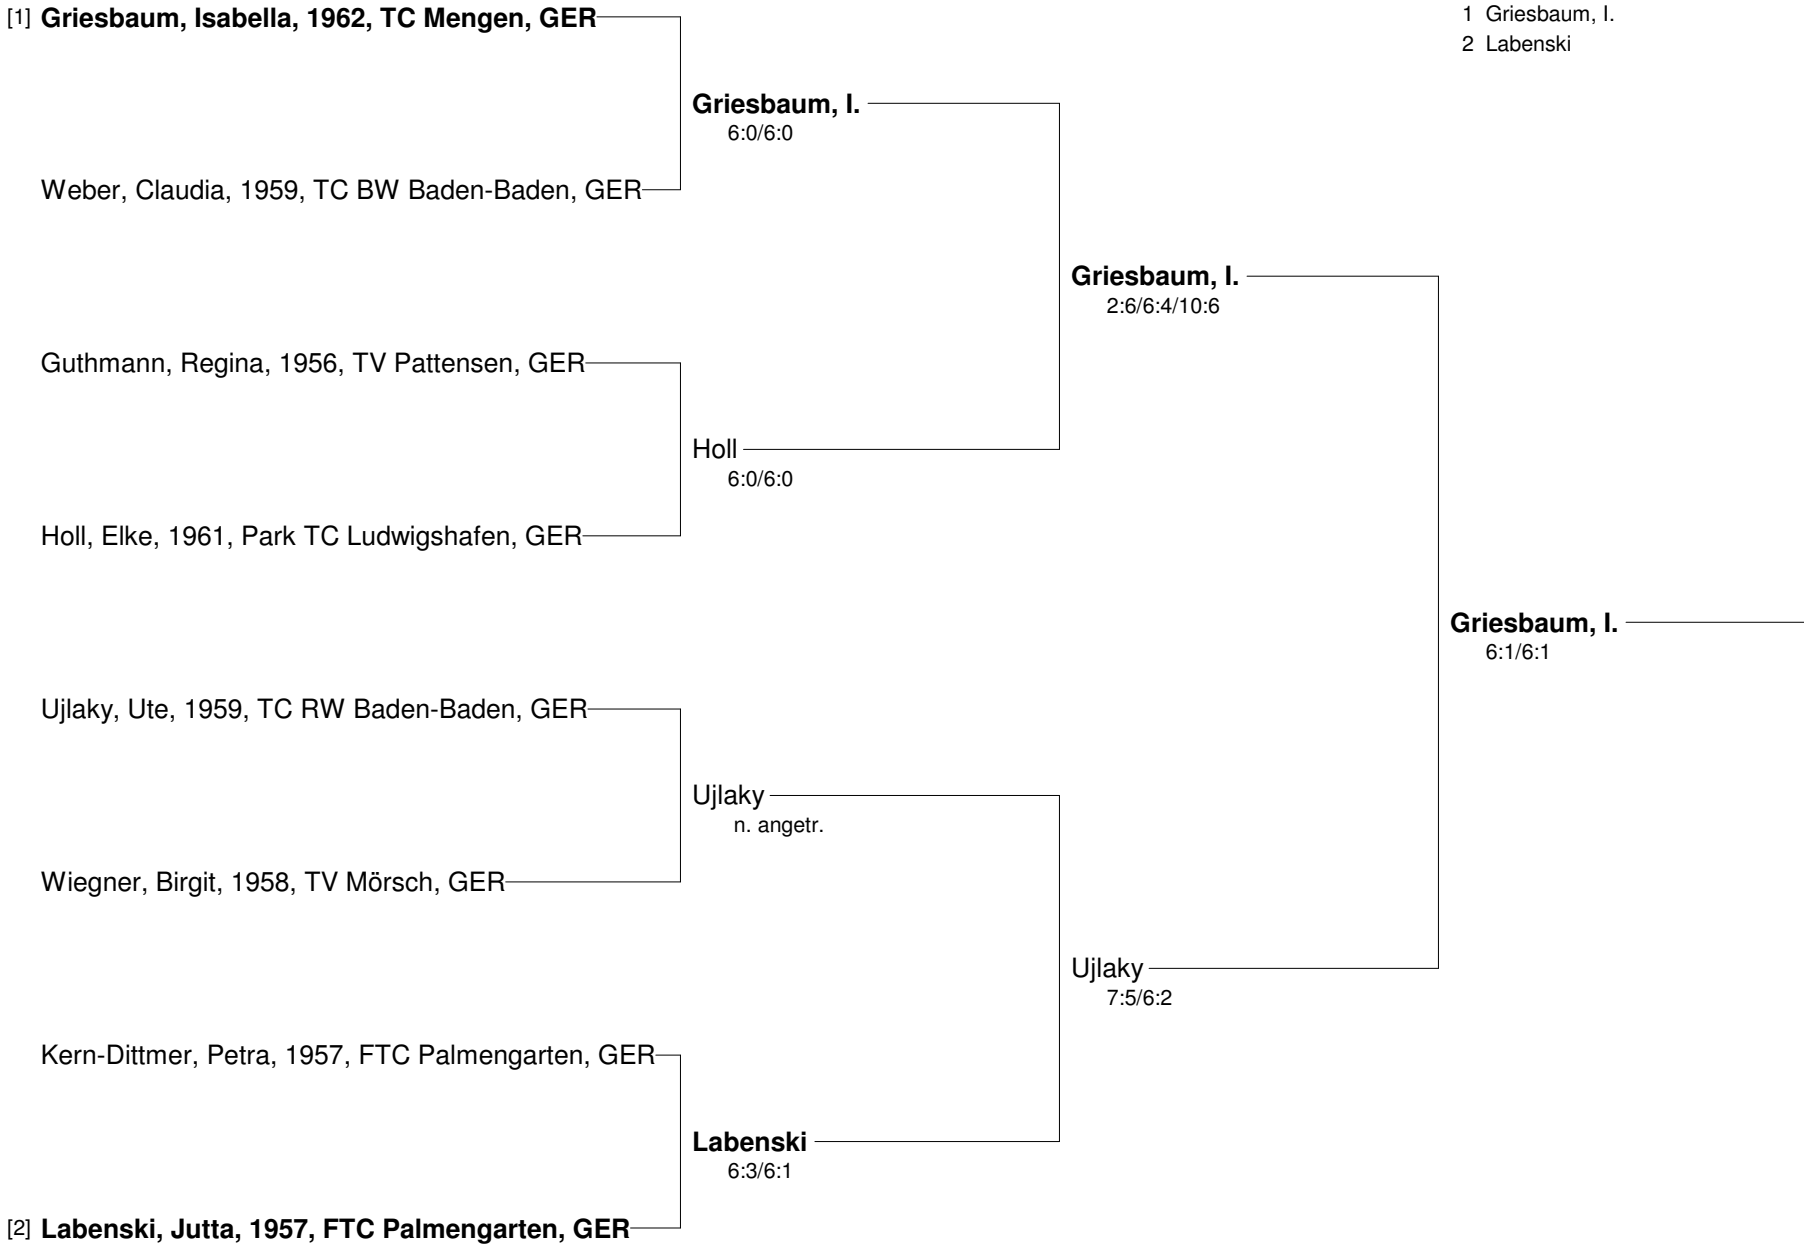 [1] Griesbaum, Isabella, 1962, TC Mengen, GER
1 Griesbaum, I.
2 Labenski
Griesbaum, I.
6:0/6:0
Weber, Claudia, 1959, TC BW Baden-Baden, GER
Griesbaum, I.
2:6/6:4/10:6
Guthmann, Regina, 1956, TV Pattensen, GER
Holl
6:0/6:0
Holl, Elke, 1961, Park TC Ludwigshafen, GER
Griesbaum, I.
6:1/6:1
Ujlaky, Ute, 1959, TC RW Baden-Baden, GER
Ujlaky
n. angetr.
Wiegner, Birgit, 1958, TV Mörsch, GER
Ujlaky
7:5/6:2
Kern-Dittmer, Petra, 1957, FTC Palmengarten, GER
Labenski
6:3/6:1
[2] Labenski, Jutta, 1957, FTC Palmengarten, GER